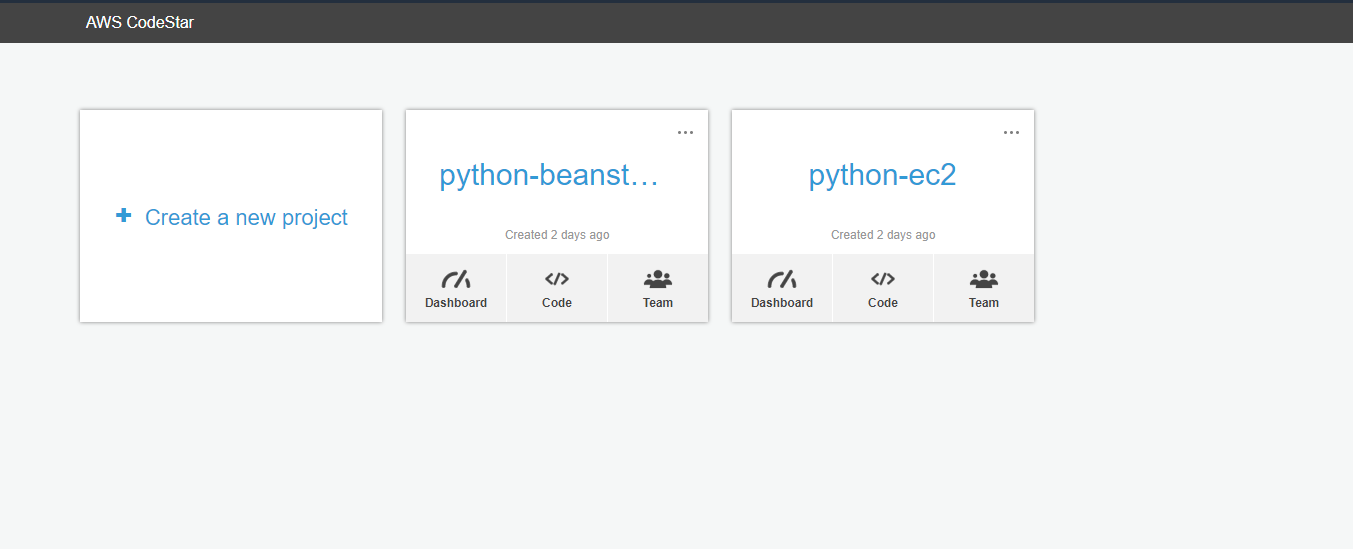 AWS CodeStar
Create a new project
python-beanst…
Created 2 days ago
Dashboard
Code
Team
python-ec2
Created 2 days ago
Dashboard
Code
Team